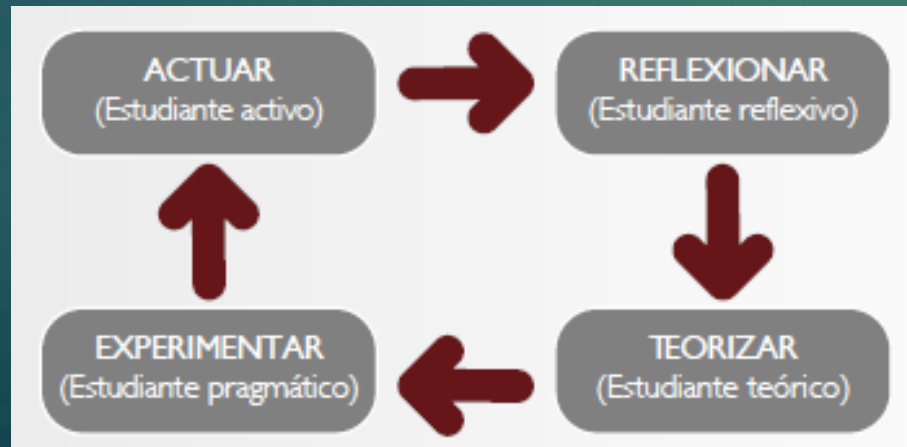 ACTUAR
(Estudiante activo)
REFLEXIONAR
(Estudiante reflexivo)
EXPERIMENTAR
(Estudiante pragmático)
TEORIZAR
(Estudiante teórico)